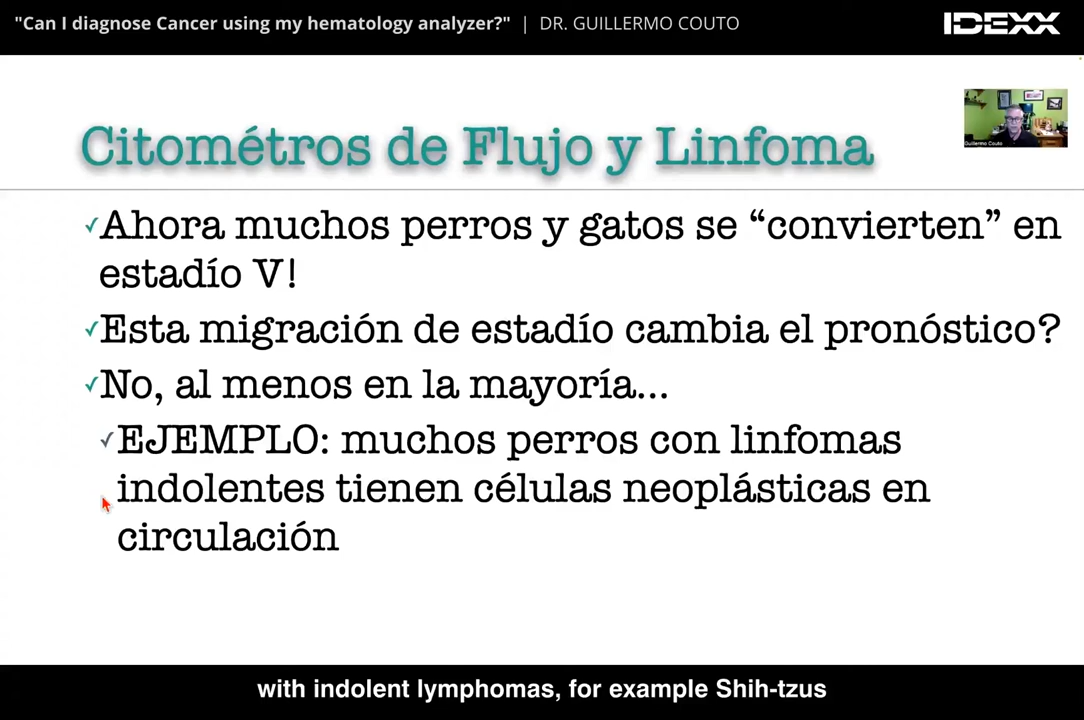 "Can I diagnose Cancer using my hematology analyzer?" | DR. GUILLERMO COUTO
IDEXX
Guillermo Couto
Citométros de Flujo y Linfoma
✓Ahora muchos perros y gatos se “convierten” en
estadío V!
✓Esta migración de estadío cambia el pronóstico?
✓No, al menos en la mayoría...
✓EJEMPLO: muchos perros con linfomas
indolentes tienen células neoplásticas en
circulación
with indolent lymphomas, for example Shih-tzus